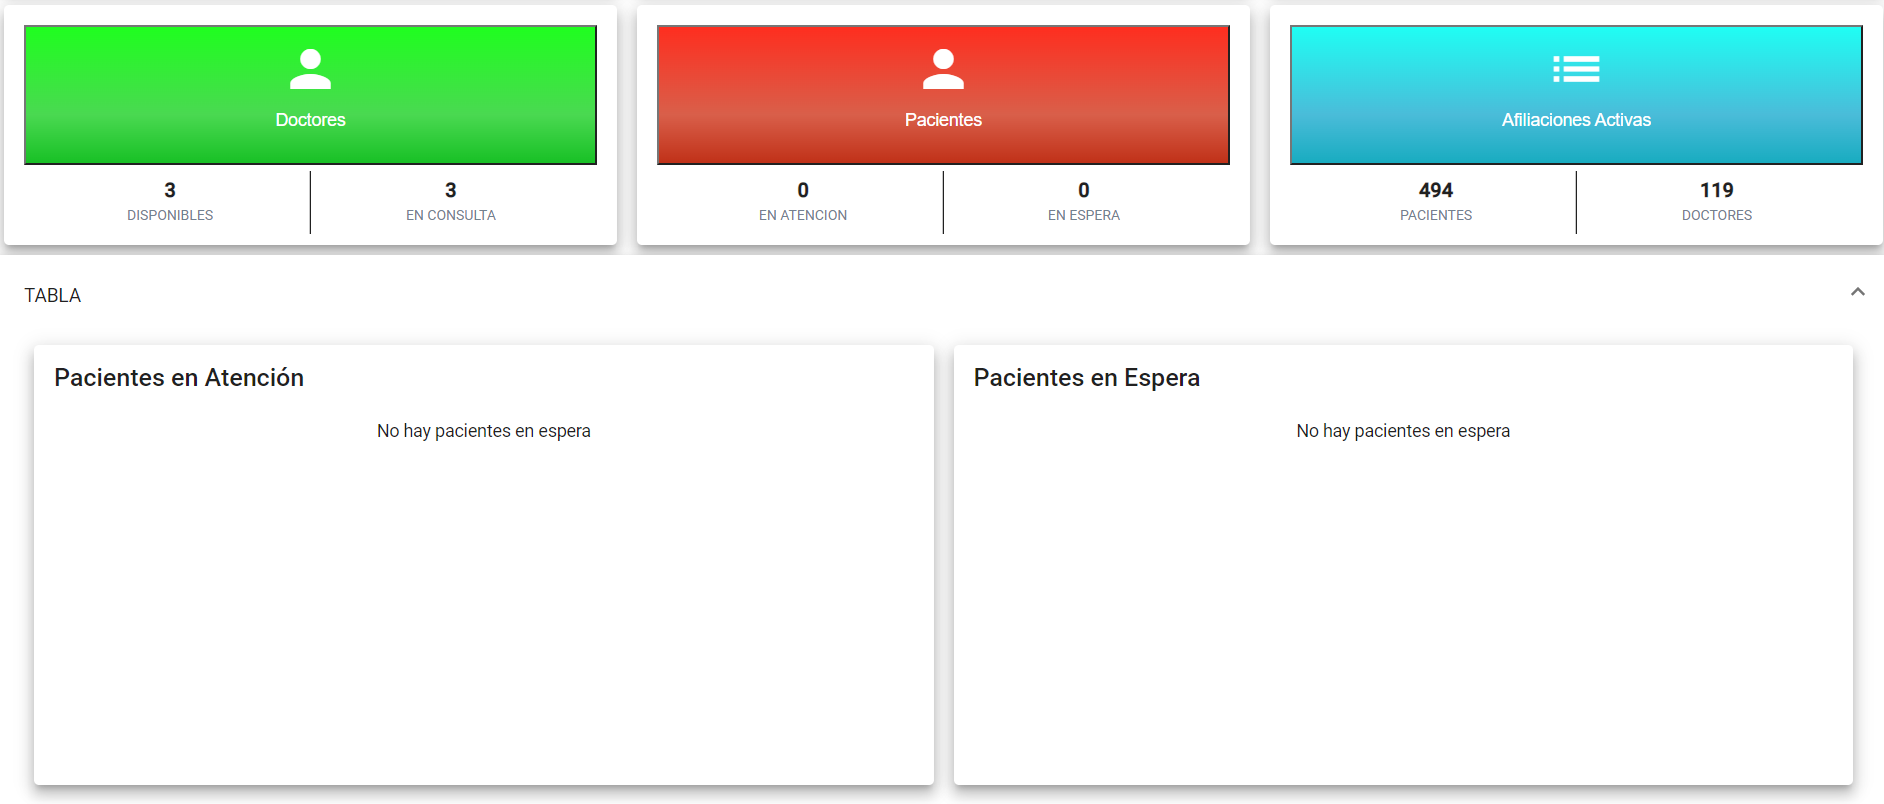 Doctores
3
DISPONIBLES
3
EN CONSULTA
Pacientes
0
EN ATENCION
0
EN ESPERA
Afiliaciones Activas
494
PACIENTES
119
DOCTORES
TABLA
Pacientes en Atención
No hay pacientes en espera
Pacientes en Espera
No hay pacientes en espera